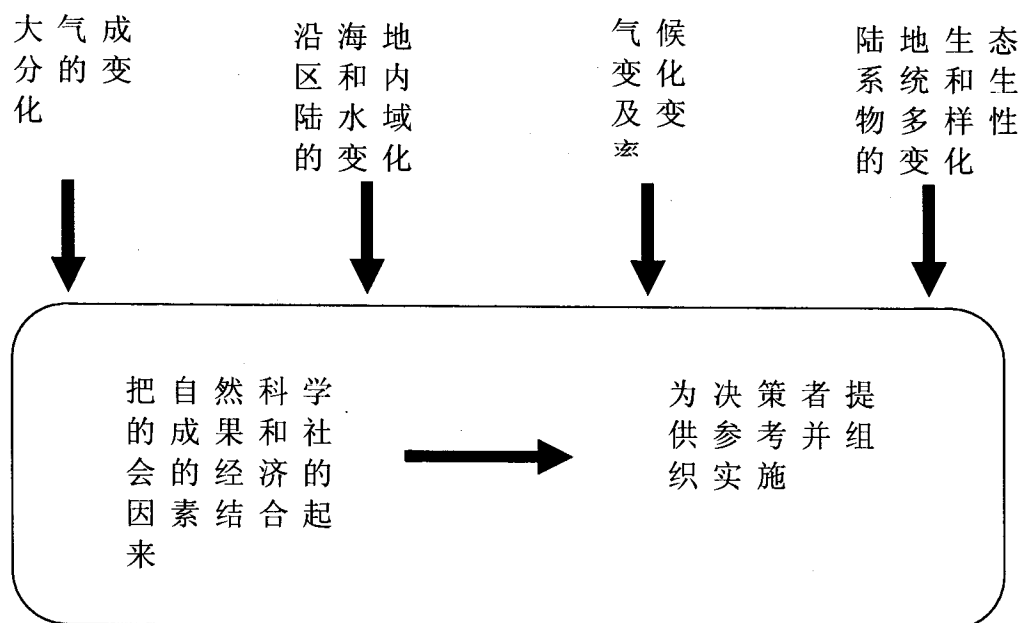 大气成
分的变
化
沿海地
区和内
陆水域
的变化
气候
变化
及变
率
陆地生态
系统和生
物多样性
的变化
把自然科学
的成果和社
会的经济的
因素结合起
来
为决策者提
供参考并组
织实施